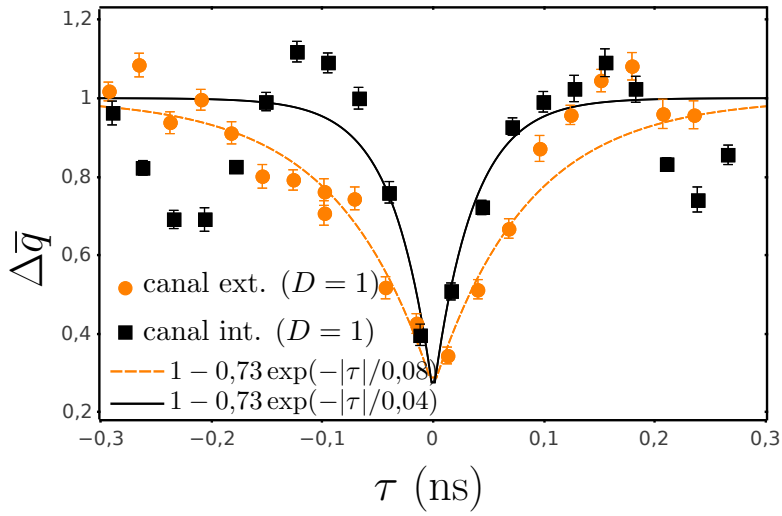 1,2
1
0,8
0,6
0,4
0,2
Δq̅
canal ext. (D = 1)
canal int. (D = 1)
1 − 0,73 exp(−|τ|/0,08)
1 − 0,73 exp(−|τ|/0,04)
−0,3 −0,2 −0,1 0 0,1 0,2 0,3
τ (ns)